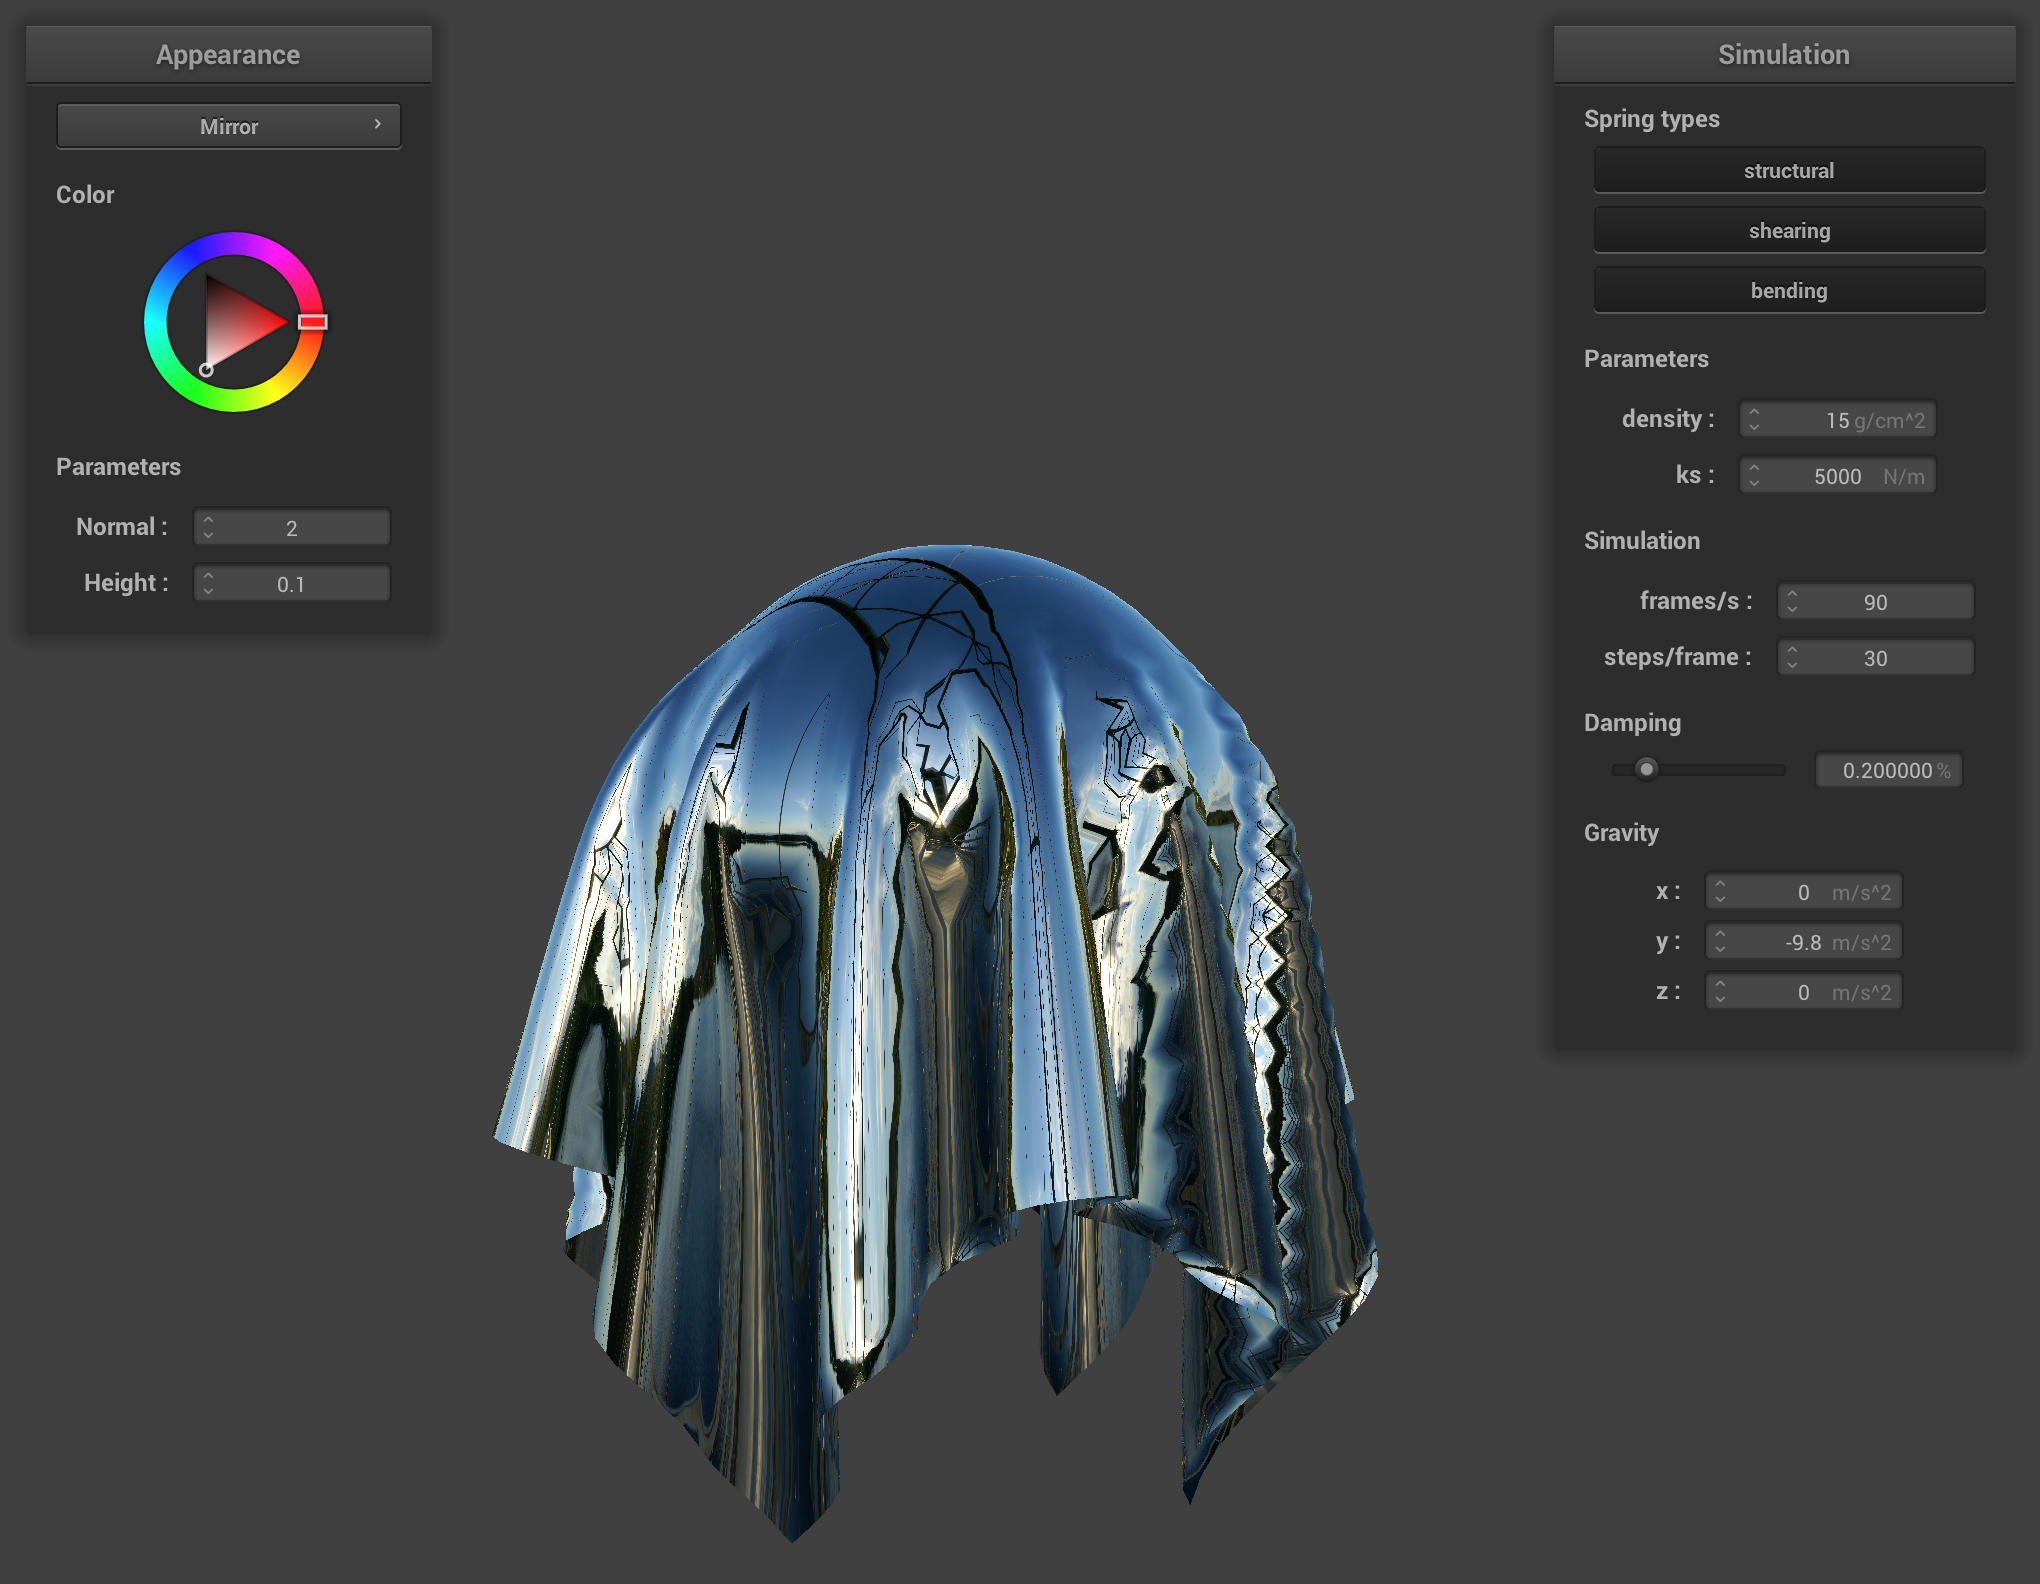 Appearance
Mirror
Color
Parameters
Normal : 2
Height : 0.1
Simulation
Spring types
structural
shearing
bending
Parameters
density : 15 g/cm^2
ks : 5000 N/m
Simulation
frames/s : 90
steps/frame : 30
Damping
0.200000 %
Gravity
x : 0 m/s^2
y : -9.8 m/s^2
z : 0 m/s^2